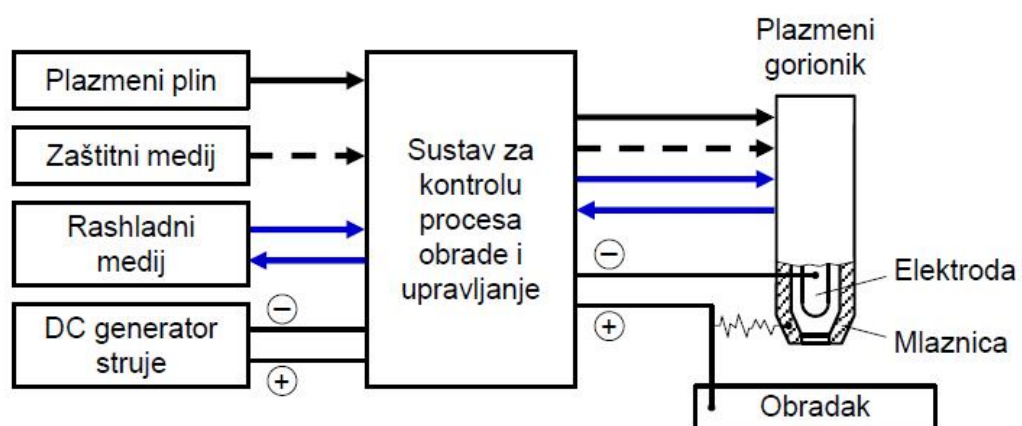 Plazmeni plin
Zaštitni medij
Rashladni
medij
DC generator
struje
−
+
Sustav za
kontrolu
procesa
obrade i
upravljanje
−
+
Plazmeni
gorionik
Elektroda
Mlaznica
Obradak